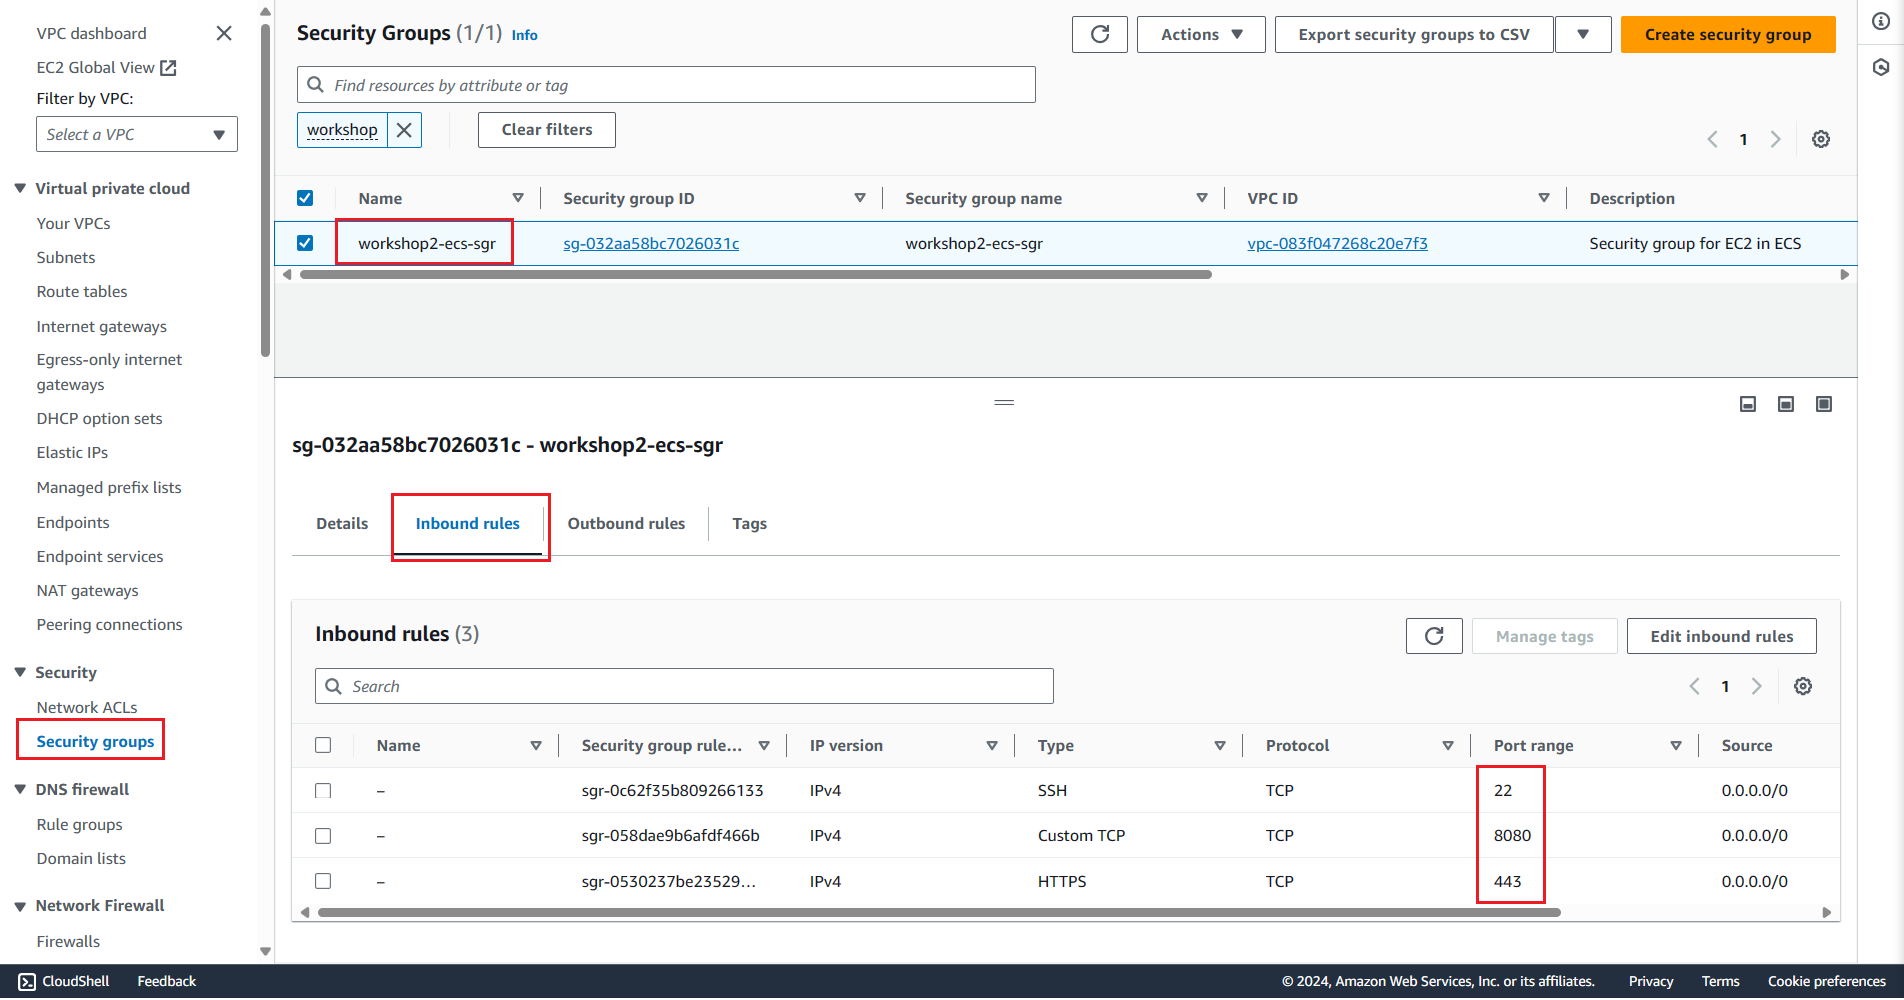 VPC dashboard
EC2 Global View
Filter by VPC:
Select a VPC
Virtual private cloud
Your VPCs
Subnets
Route tables
Internet gateways
Egress-only internet
gateways
DHCP option sets
Elastic IPs
Managed prefix lists
Endpoints
Endpoint services
NAT gateways
Peering connections
Security
Network ACLs
Security groups
DNS firewall
Rule groups
Domain lists
Network Firewall
Firewalls
Security Groups (1/1) Info
Actions
Export security groups to CSV
Create security group
Find resources by attribute or tag
workshop
Clear filters
1
Name Security group ID Security group name VPC ID Description
workshop2-ecs-sgr sg-032aa58bc7026031c workshop2-ecs-sgr vpc-083f047268c20e7f3 Security group for EC2 in ECS
sg-032aa58bc7026031c - workshop2-ecs-sgr
Details Inbound rules Outbound rules Tags
Inbound rules (3)
Manage tags
Edit inbound rules
Search
1
Name Security group rule... IP version Type Protocol Port range Source
– sgr-0c62f35b809266133 IPv4 SSH TCP 22 0.0.0.0/0
– sgr-058dae9b6afdf466b IPv4 Custom TCP TCP 8080 0.0.0.0/0
– sgr-0530237be23529... IPv4 HTTPS TCP 443 0.0.0.0/0
CloudShell Feedback © 2024, Amazon Web Services, Inc. or its affiliates. Privacy Terms Cookie preferences